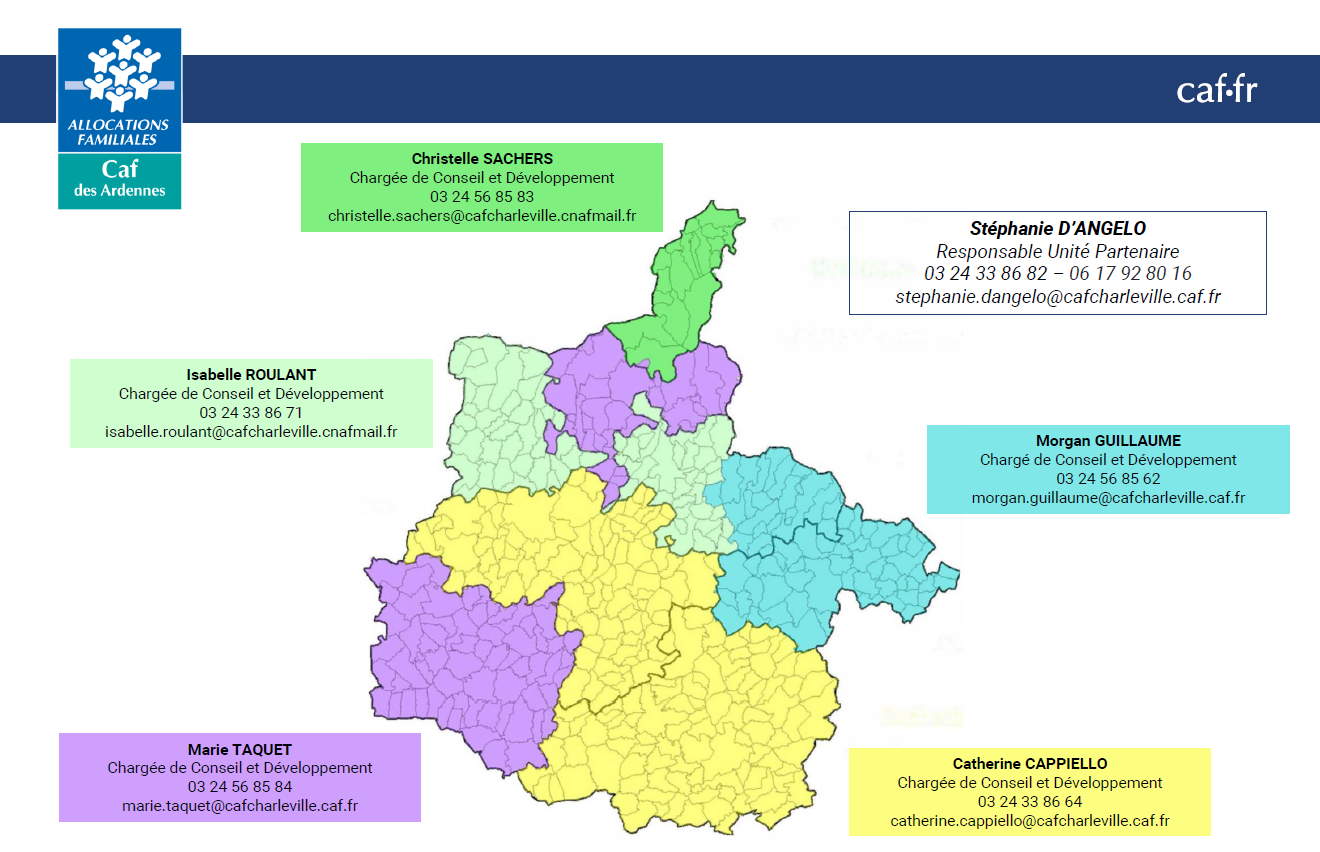 caf.fr
ALLOCATIONS
FAMILIALES
Caf
des Ardennes
Christelle SACHERS
Chargée de Conseil et Développement
03 24 56 85 83
christelle.sachers@cafcharleville.cnafmail.fr
Stéphanie D’ANGELO
Responsable Unité Partenaire
03 24 33 86 82 – 06 17 92 80 16
stephanie.dangelo@cafcharleville.caf.fr
Isabelle ROULANT
Chargée de Conseil et Développement
03 24 33 86 71
isabelle.roulant@cafcharleville.cnafmail.fr
Morgan GUILLAUME
Chargé de Conseil et Développement
03 24 56 85 62
morgan.guillaume@cafcharleville.caf.fr
Marie TAQUET
Chargée de Conseil et Développement
03 24 56 85 84
marie.taquet@cafcharleville.caf.fr
Catherine CAPPIELLO
Chargée de Conseil et Développement
03 24 33 86 64
catherine.cappiello@cafcharleville.caf.fr